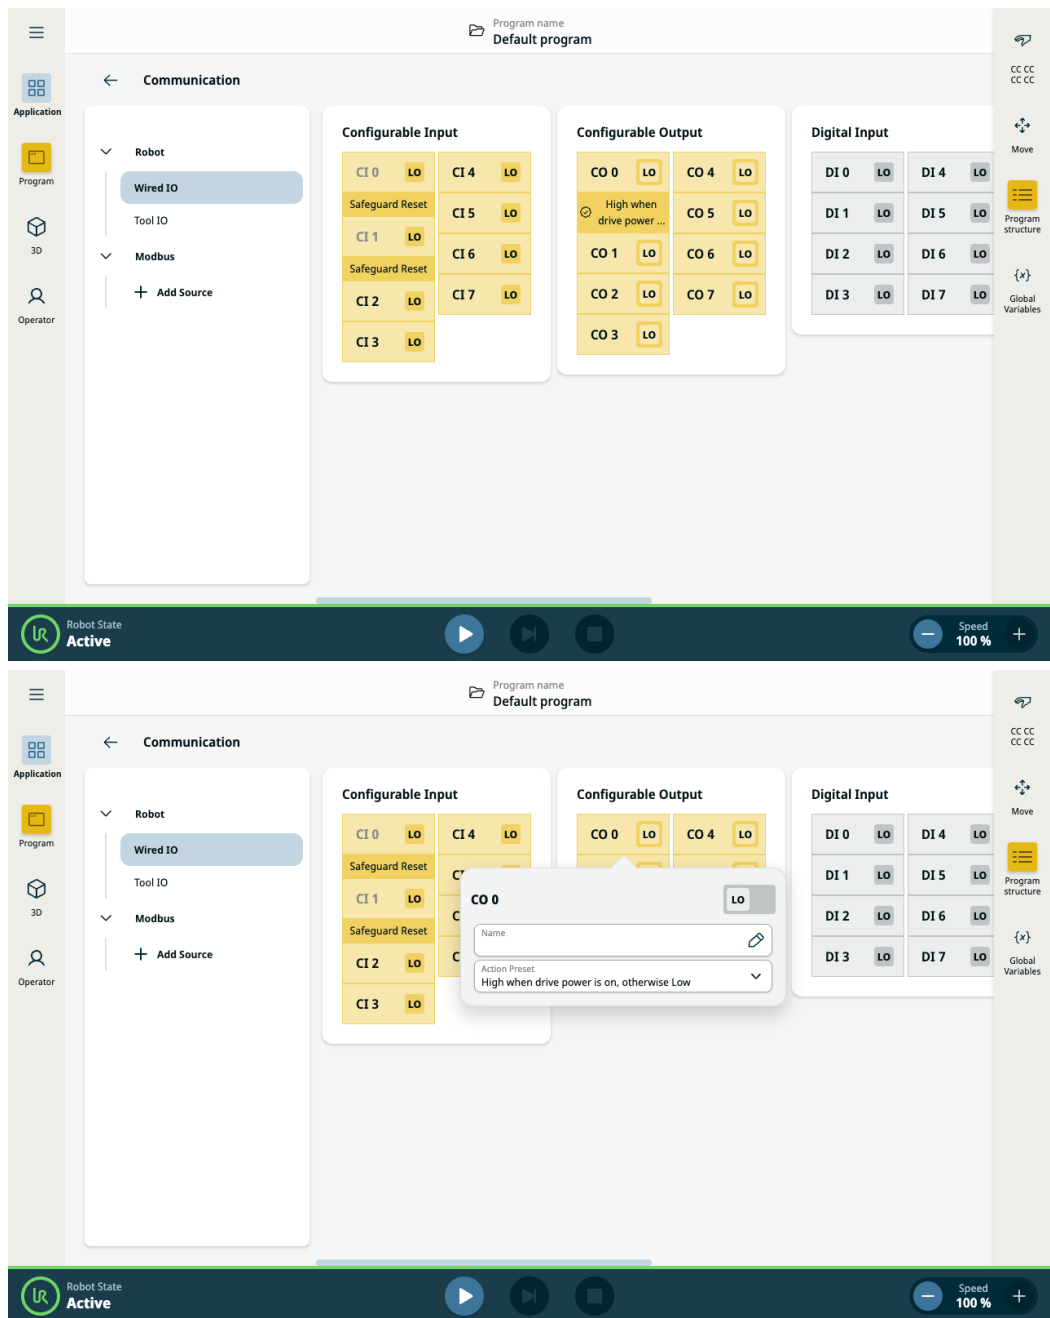 Program name
Default program
Communication
Application
Program
3D
Operator
Robot
Wired IO
Tool IO
Modbus
Add Source
Configurable Input
CI 0 LO CI 4 LO
Safeguard Reset
CI 5 LO
CI 1 LO
CI 6 LO
Safeguard Reset
CI 2 LO CI 7 LO
CI 3 LO
Configurable Output
CO 0 LO CO 4 LO
High when
drive power ...
CO 5 LO
CO 1 LO CO 6 LO
CO 2 LO CO 7 LO
CO 3 LO
Digital Input
DI 0 LO DI 4 LO
DI 1 LO DI 5 LO
DI 2 LO DI 6 LO
DI 3 LO DI 7 LO
CC CC
CC CC
Move
Program
structure
{x}
Global
Variables
Robot State
Active
Speed
100 %
Program name
Default program
Communication
Application
Program
3D
Operator
Robot
Wired IO
Tool IO
Modbus
Add Source
Configurable Input
CI 0 LO CI 4 LO
Safeguard Reset
CI 1 LO
Safeguard Reset
CI 2 LO
CI 3 LO
Configurable Output
CO 0 LO CO 4 LO
CO 0 LO
Name
Action Preset
High when drive power is on, otherwise Low
Digital Input
DI 0 LO DI 4 LO
DI 1 LO DI 5 LO
DI 2 LO DI 6 LO
DI 3 LO DI 7 LO
CC CC
CC CC
Move
Program
structure
{x}
Global
Variables
Robot State
Active
Speed
100 %